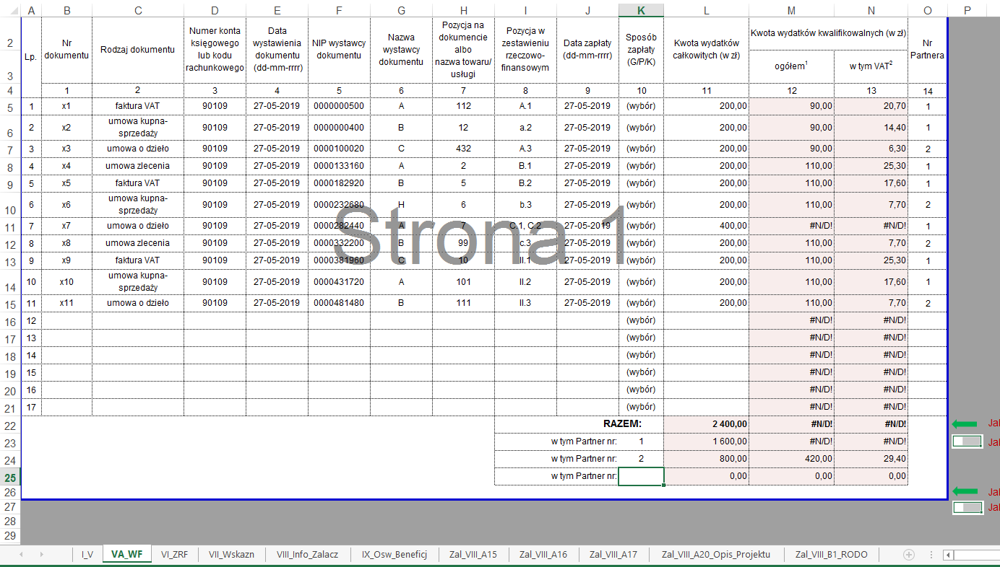 A B C D E F G H I J K L M N O P
2 3 4 5 6 7 8 9 10 11 12 13 14 15 16 17 18 19 20 21 22 23 24 25 26 27 28 29
Lp.
Nr
dokumentu
Rodzaj dokumentu
Numer konta
księgowego
lub kodu
rachunkowego
Data
wystawienia
dokumentu
(dd-mm-rrrr)
NIP wystawcy
dokumentu
Nazwa
wystawcy
dokumentu
Pozycja na
dokumencie
albo
nazwa towaru/
usługi
Pozycja w
zestawieniu
rzeczowo-
finansowym
Data zapłaty
(dd-mm-rrrr)
Sposób
zapłaty
(G/P/K)
Kwota wydatków
całkowitych (w zł)
Kwota wydatków kwalifikowalnych (w zł)
ogółem1
w tym VAT2
Nr
Partnera
1 2 3 4 5 6 7 8 9 10 11 12 13 14
1 x1 faktura VAT 90109 27-05-2019 0000000500 A 112 A.1 27-05-2019 (wybór) 200,00 90,00 20,70 1
2 x2 umowa kupna-
sprzedaży 90109 27-05-2019 0000000400 B 12 a.2 27-05-2019 (wybór) 200,00 90,00 14,40 1
3 x3 umowa o dzieło 90109 27-05-2019 0000100020 C 432 A.3 27-05-2019 (wybór) 200,00 90,00 6,30 2
4 x4 umowa zlecenia 90109 27-05-2019 0000133160 A 2 B.1 27-05-2019 (wybór) 200,00 110,00 25,30 1
5 x5 faktura VAT 90109 27-05-2019 0000182920 B 5 B.2 27-05-2019 (wybór) 200,00 110,00 17,60 1
6 x6 umowa kupna-
sprzedaży 90109 27-05-2019 0000232680 H 6 b.3 27-05-2019 (wybór) 200,00 110,00 7,70 2
7 x7 umowa o dzieło 90109 27-05-2019 0000282440 A 7 C.1, C.2 27-05-2019 (wybór) 400,00 #N/D! #N/D! 1
8 x8 umowa zlecenia 90109 27-05-2019 0000332200 B 99 c.3 27-05-2019 (wybór) 200,00 110,00 7,70 2
9 x9 faktura VAT 90109 27-05-2019 0000381960 C 10 II.1 27-05-2019 (wybór) 200,00 110,00 25,30 1
10 x10 umowa kupna-
sprzedaży 90109 27-05-2019 0000431720 A 101 II.2 27-05-2019 (wybór) 200,00 110,00 17,60 1
11 x11 umowa o dzieło 90109 27-05-2019 0000481480 B 111 II.3 27-05-2019 (wybór) 200,00 110,00 7,70 2
Strona 1
12 (wybór) #N/D! #N/D!
13 (wybór) #N/D! #N/D!
14 (wybór) #N/D! #N/D!
15 (wybór) #N/D! #N/D!
16 (wybór) #N/D! #N/D!
17 (wybór) #N/D! #N/D!
RAZEM: 2 400,00 #N/D! #N/D!
w tym Partner nr: 1 1 600,00 #N/D! #N/D!
w tym Partner nr: 2 800,00 420,00 29,40
w tym Partner nr: 0,00 0,00 0,00
I_V VA_WF VI_ZRF VII_Wskazn VIII_Info_Zalacz IX_Osw_Beneficj Zal_VIII_A15 Zal_VIII_A16 Zal_VIII_A17 Zal_VIII_A20_Opis_Projektu Zal_VIII_B1_RODO